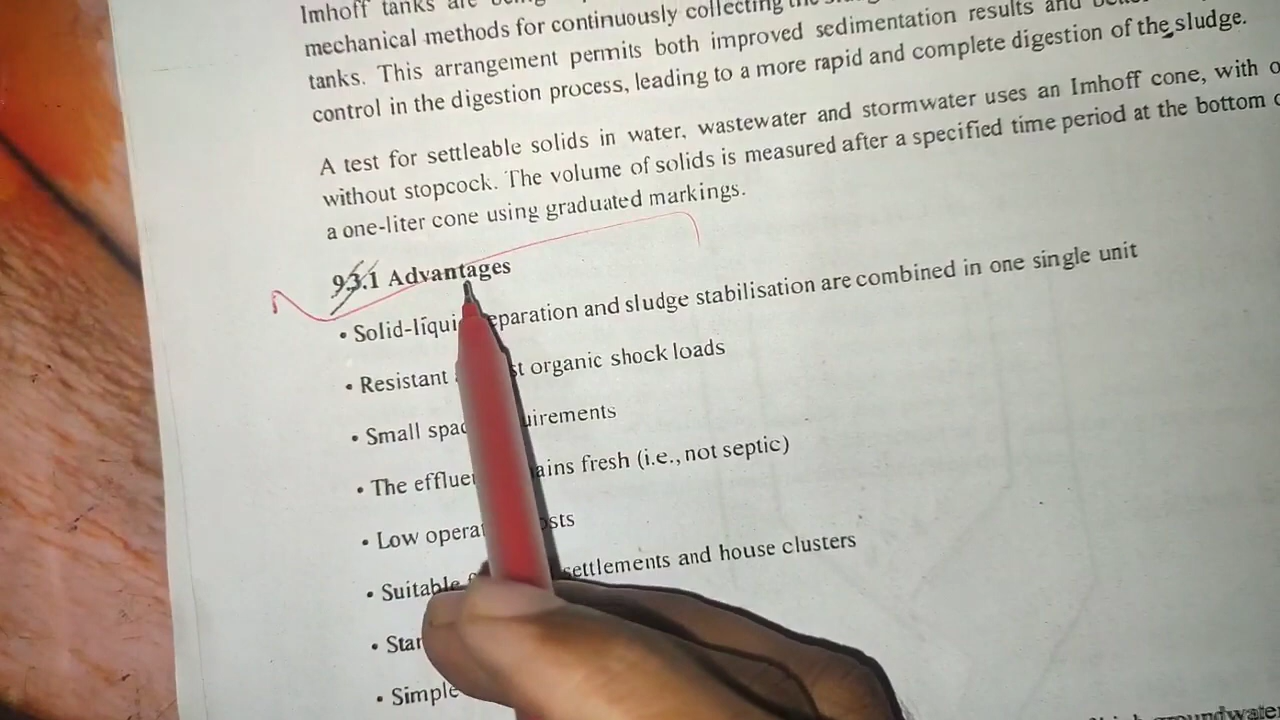 Imhoff tanks are
mechanical methods for continuously collecting the
tanks. This arrangement permits both improved sedimentation results and
control in the digestion process, leading to a more rapid and complete digestion of the sludge.
A test for settleable solids in water, wastewater and stormwater uses an Imhoff cone, with o
without stopcock. The volume of solids is measured after a specified time period at the bottom o
a one-liter cone using graduated markings.
93.1 Advantages
• Solid-liqui eparation and sludge stabilisation are combined in one single unit
• Resistant st organic shock loads
• Small spac uirements
• The efflue ains fresh (i.e., not septic)
• Low operat osts
• Suitable settlements and house clusters
• Star
• Simple
groundwater